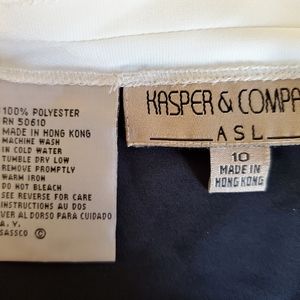 100% POLYESTER
RN 50610
MADE IN HONG KONG
MACHINE WASH
IN COLD WATER
TUMBLE DRY LOW
REMOVE PROMPTLY
WARM IRON
DO NOT BLEACH
SEE REVERSE FOR CARE
INSTRUCTIONS AU DOS
VER AL DORSO PARA CUIDADO
A. Y.
SASSCO ©
KASPER & COMPA
A S L
10
MADE IN
HONG KONG